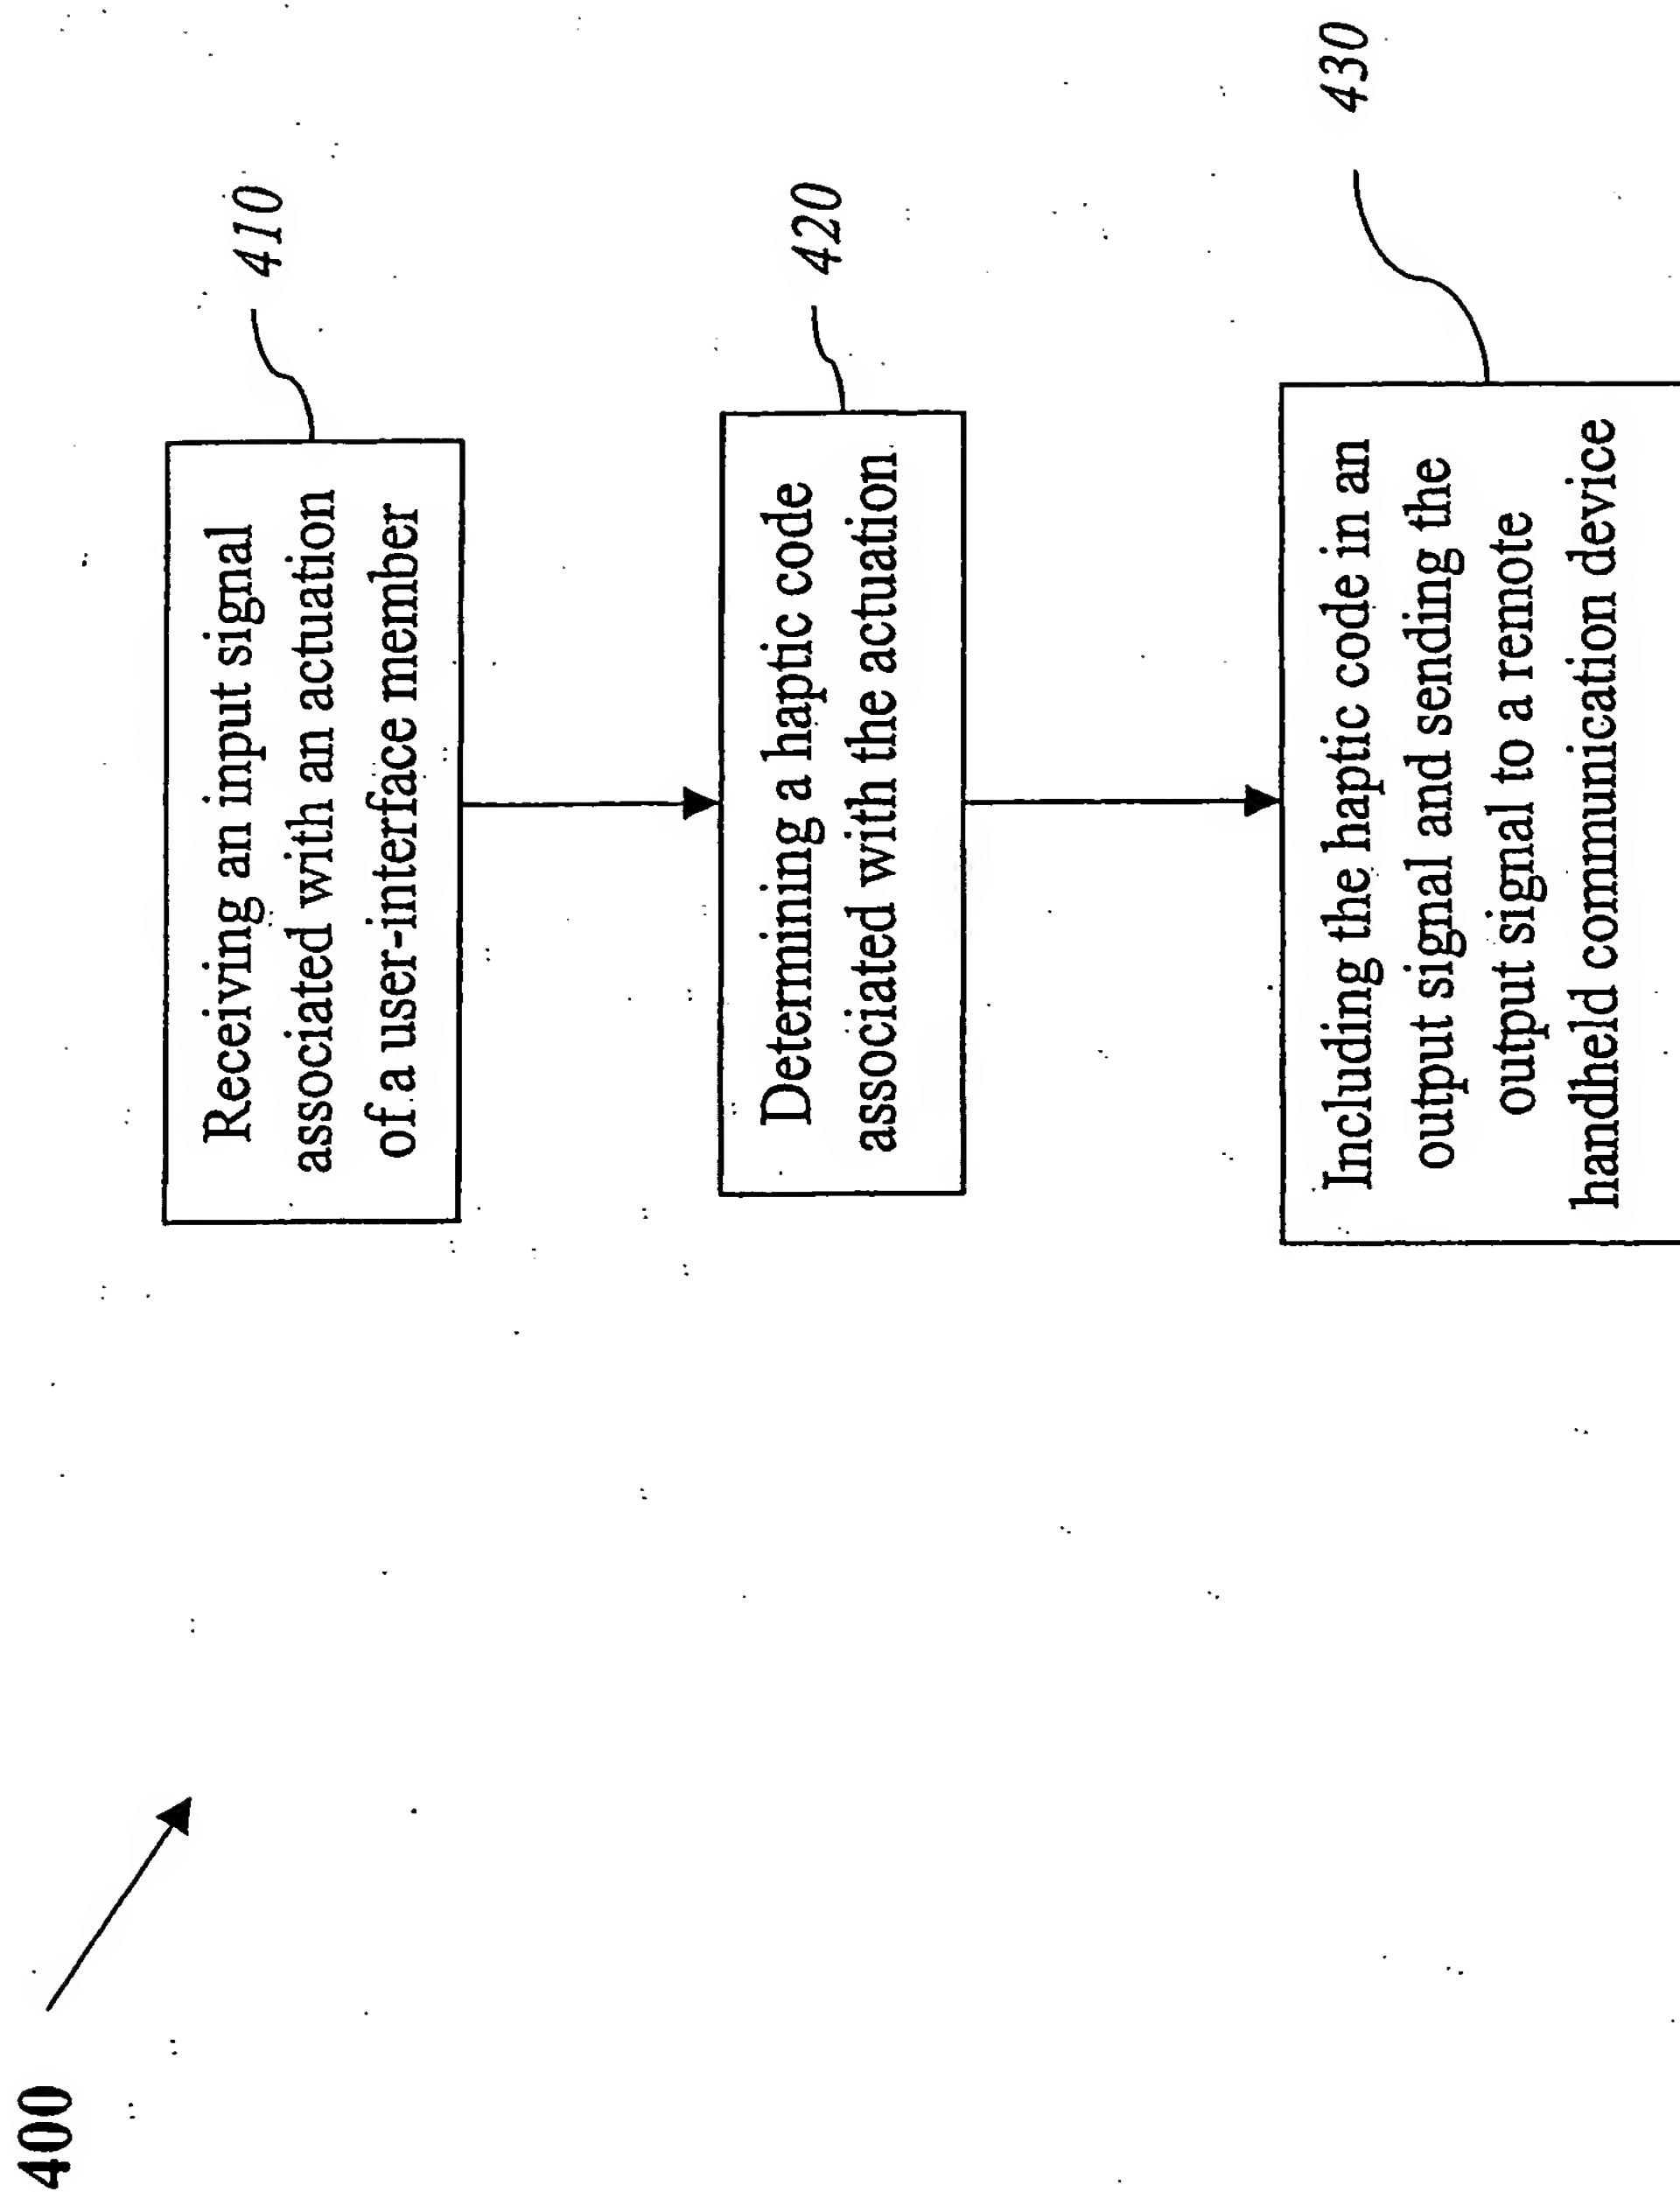 400
Receiving an input signal
associated with an actuation
of a user-interface member
410
Determining a haptic code
associated with the actuation
420
Including the haptic code in an
output signal and sending the
output signal to a remote
handheld communication device
430